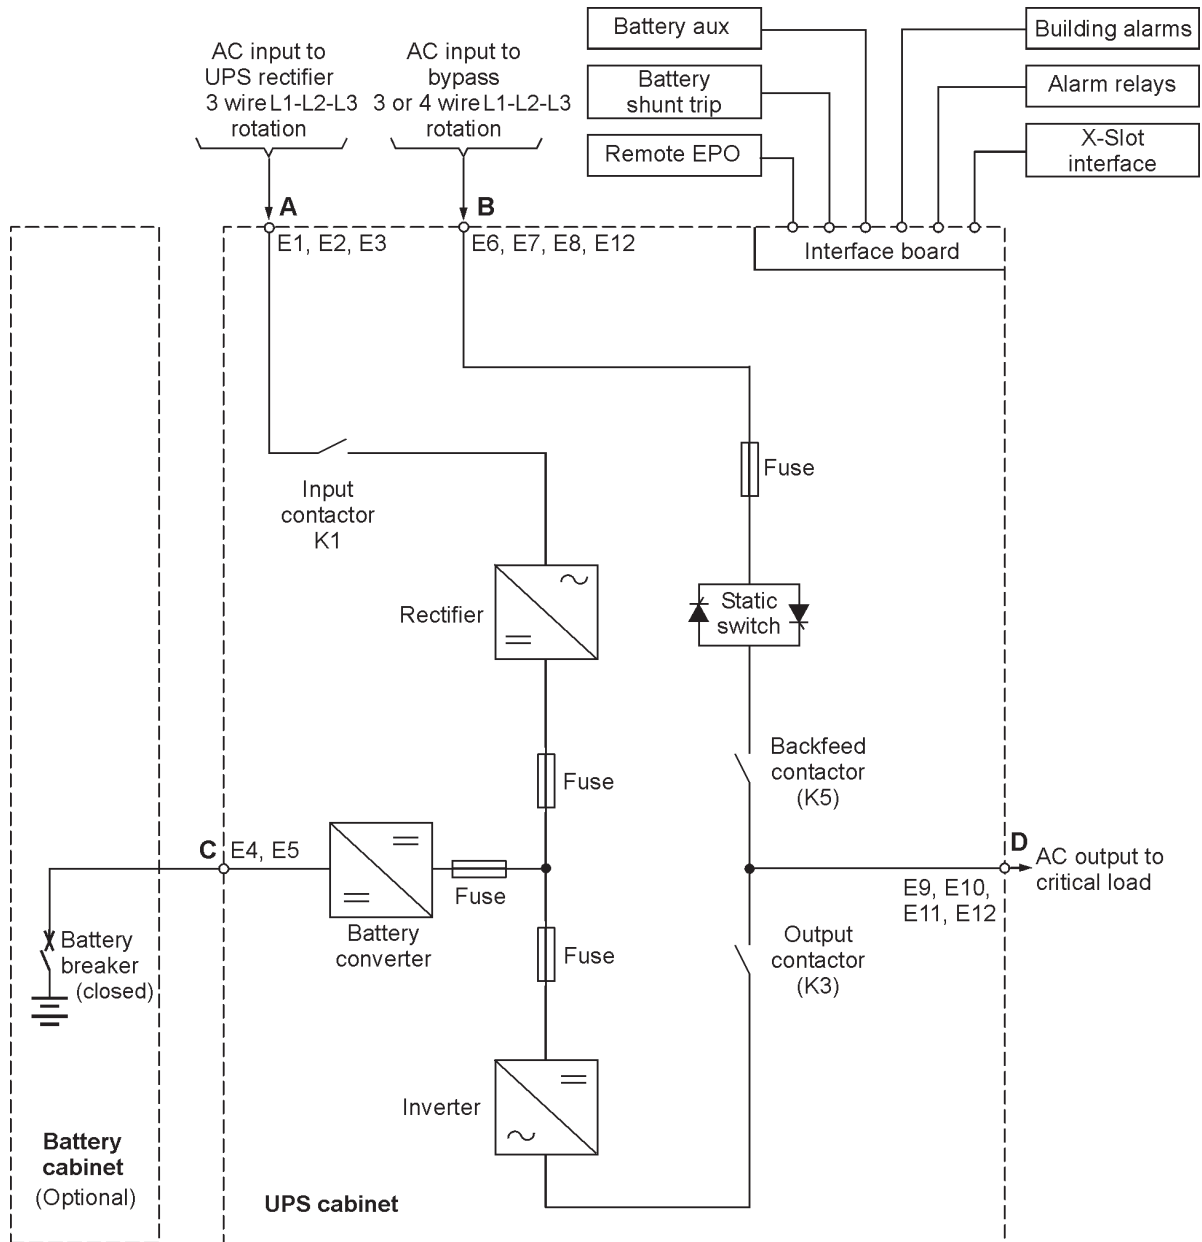 AC input to
UPS rectifier
3 wire L1-L2-L3
rotation
AC input to
bypass
3 or 4 wire L1-L2-L3
rotation
Battery aux
Battery
shunt trip
Remote EPO
Building alarms
Alarm relays
X-Slot
interface
A
E1, E2, E3
B
E6, E7, E8, E12
Interface board
Input
contactor
K1
Fuse
Rectifier
Static
switch
Fuse
Backfeed
contactor
(K5)
C
E4, E5
Fuse
Battery
converter
D
AC output to
critical load
E9, E10,
E11, E12
Battery
breaker
(closed)
Fuse
Output
contactor
(K3)
Inverter
Battery
cabinet
(Optional)
UPS cabinet